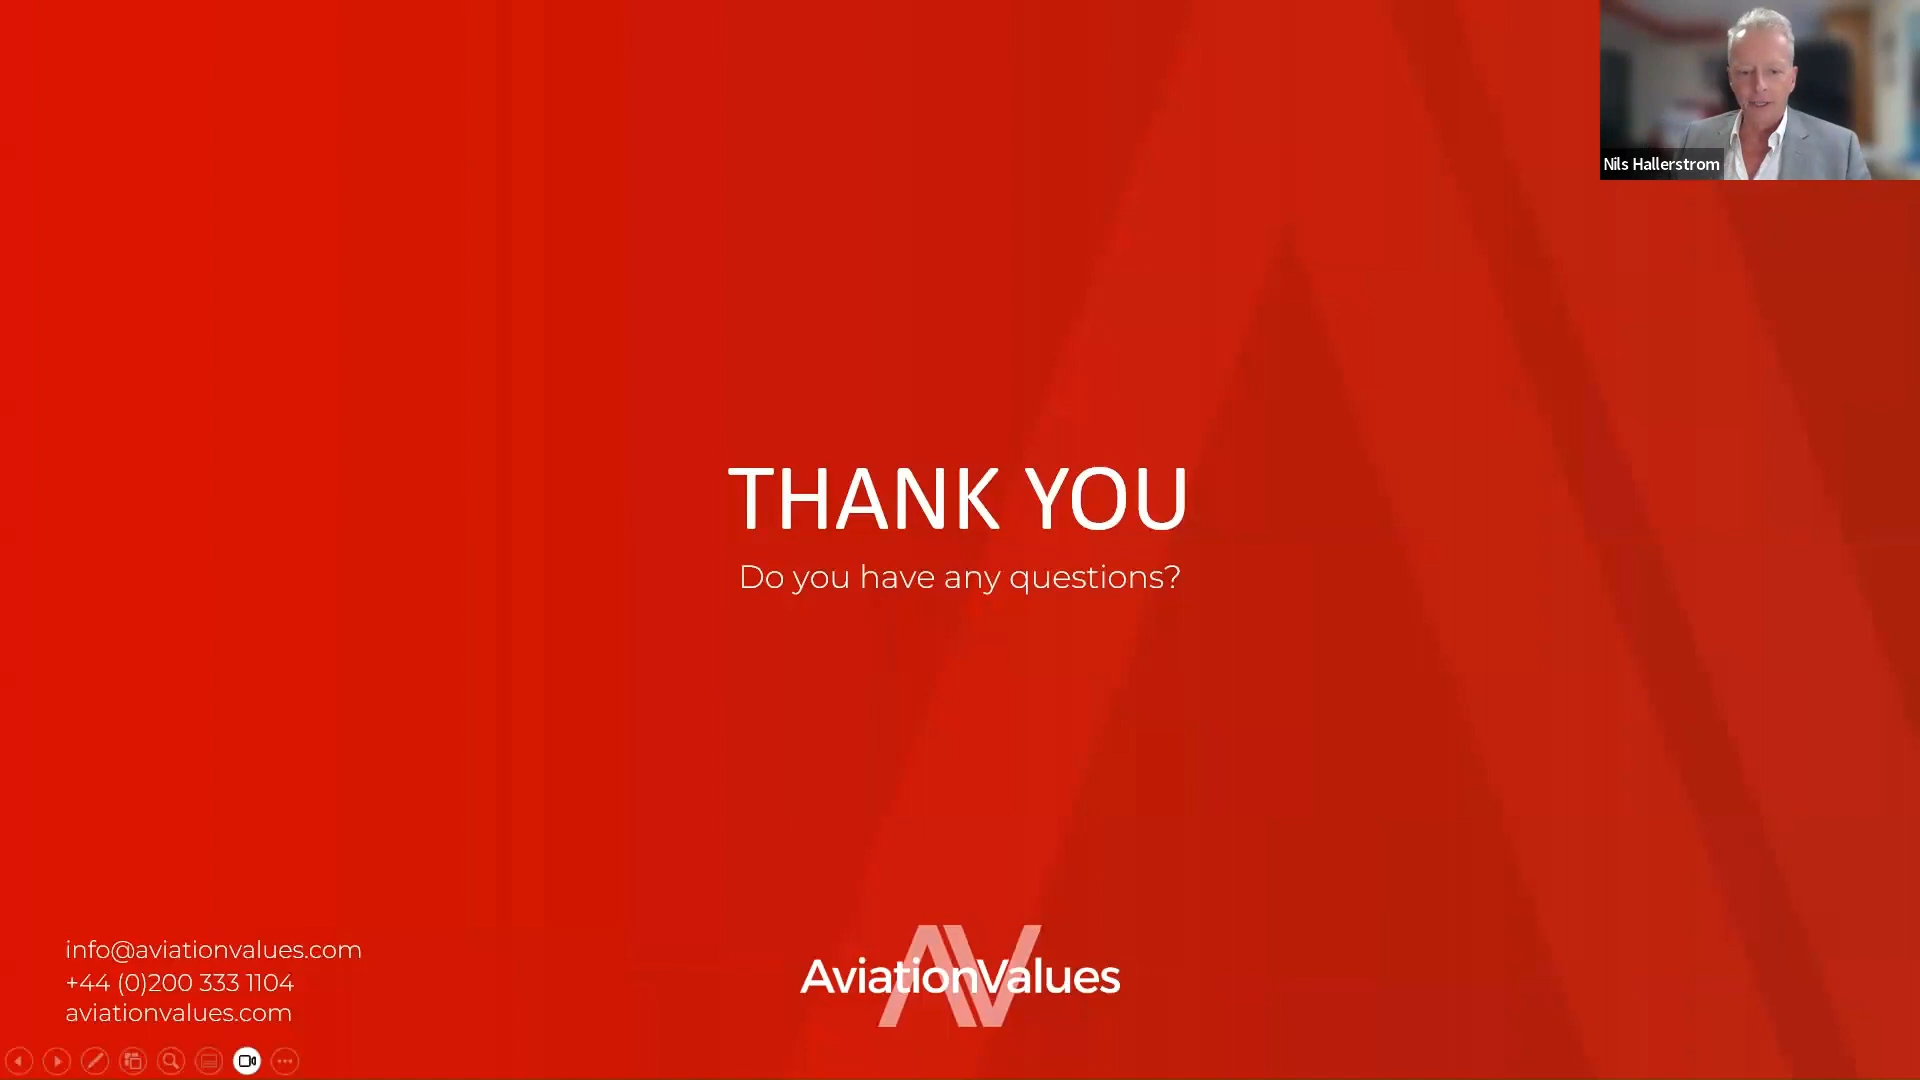 Nils Hallerstrom
THANK YOU
Do you have any questions?
info@aviationvalues.com
+44 (0)200 333 1104
aviationvalues.com
AV
AviationValues